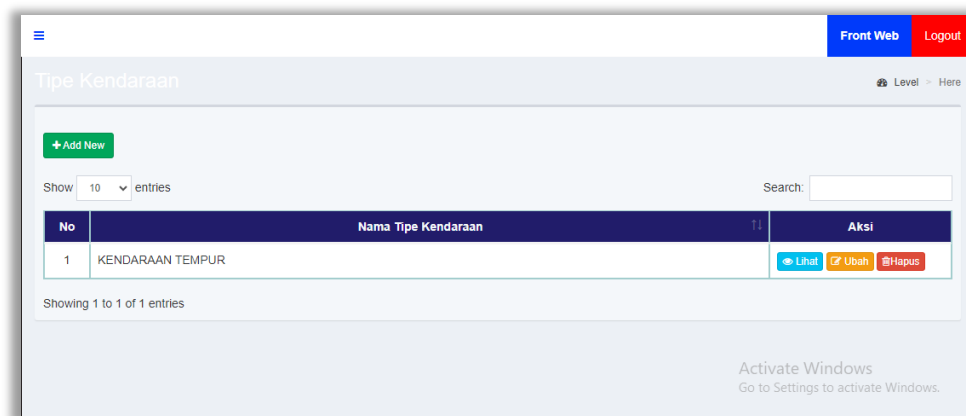 Front Web Logout
Tipe Kendaraan
Level > Here
Add New
Show 10 entries
Search:
No Nama Tipe Kendaraan Aksi
1 KENDARAAN TEMPUR Lihat Ubah Hapus
Showing 1 to 1 of 1 entries
Activate Windows
Go to Settings to activate Windows.